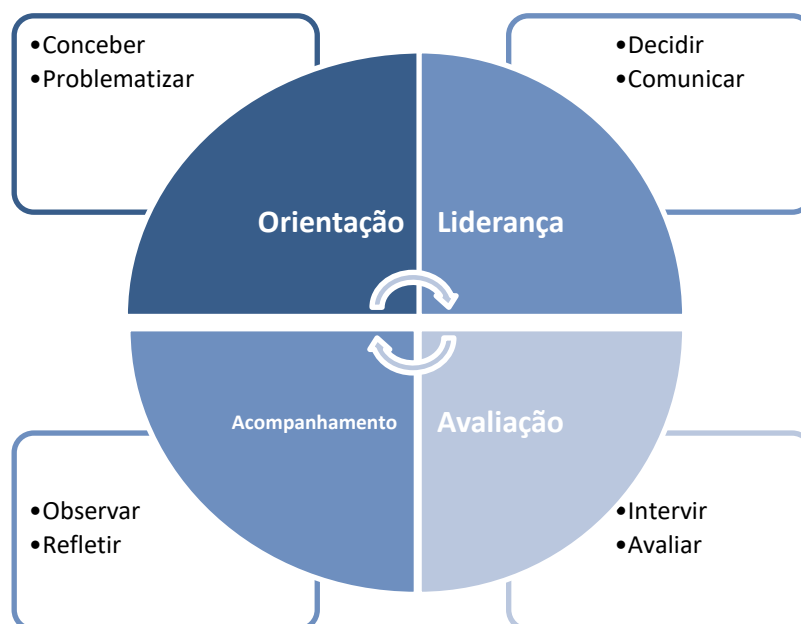 •Conceber
•Problematizar
•Decidir
•Comunicar
Orientação
Liderança
Acompanhamento
Avaliação
•Observar
•Refletir
•Intervir
•Avaliar